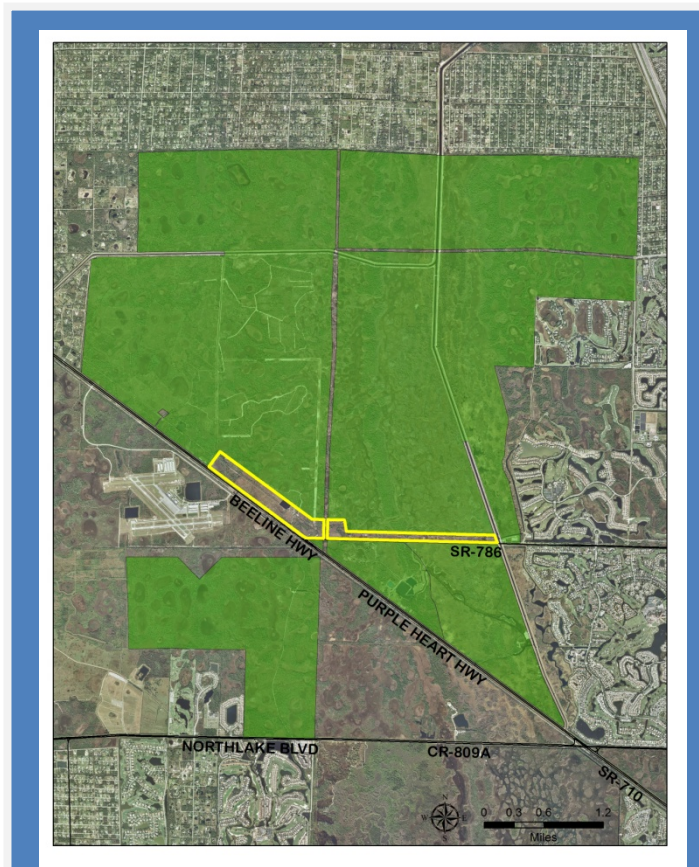 BEELINE HWY
SR-786
PURPLE HEART HWY
NORTHLAKE BLVD
CR-809A
SR-710
N
W E
S
0 0.3 0.6 1.2
Miles